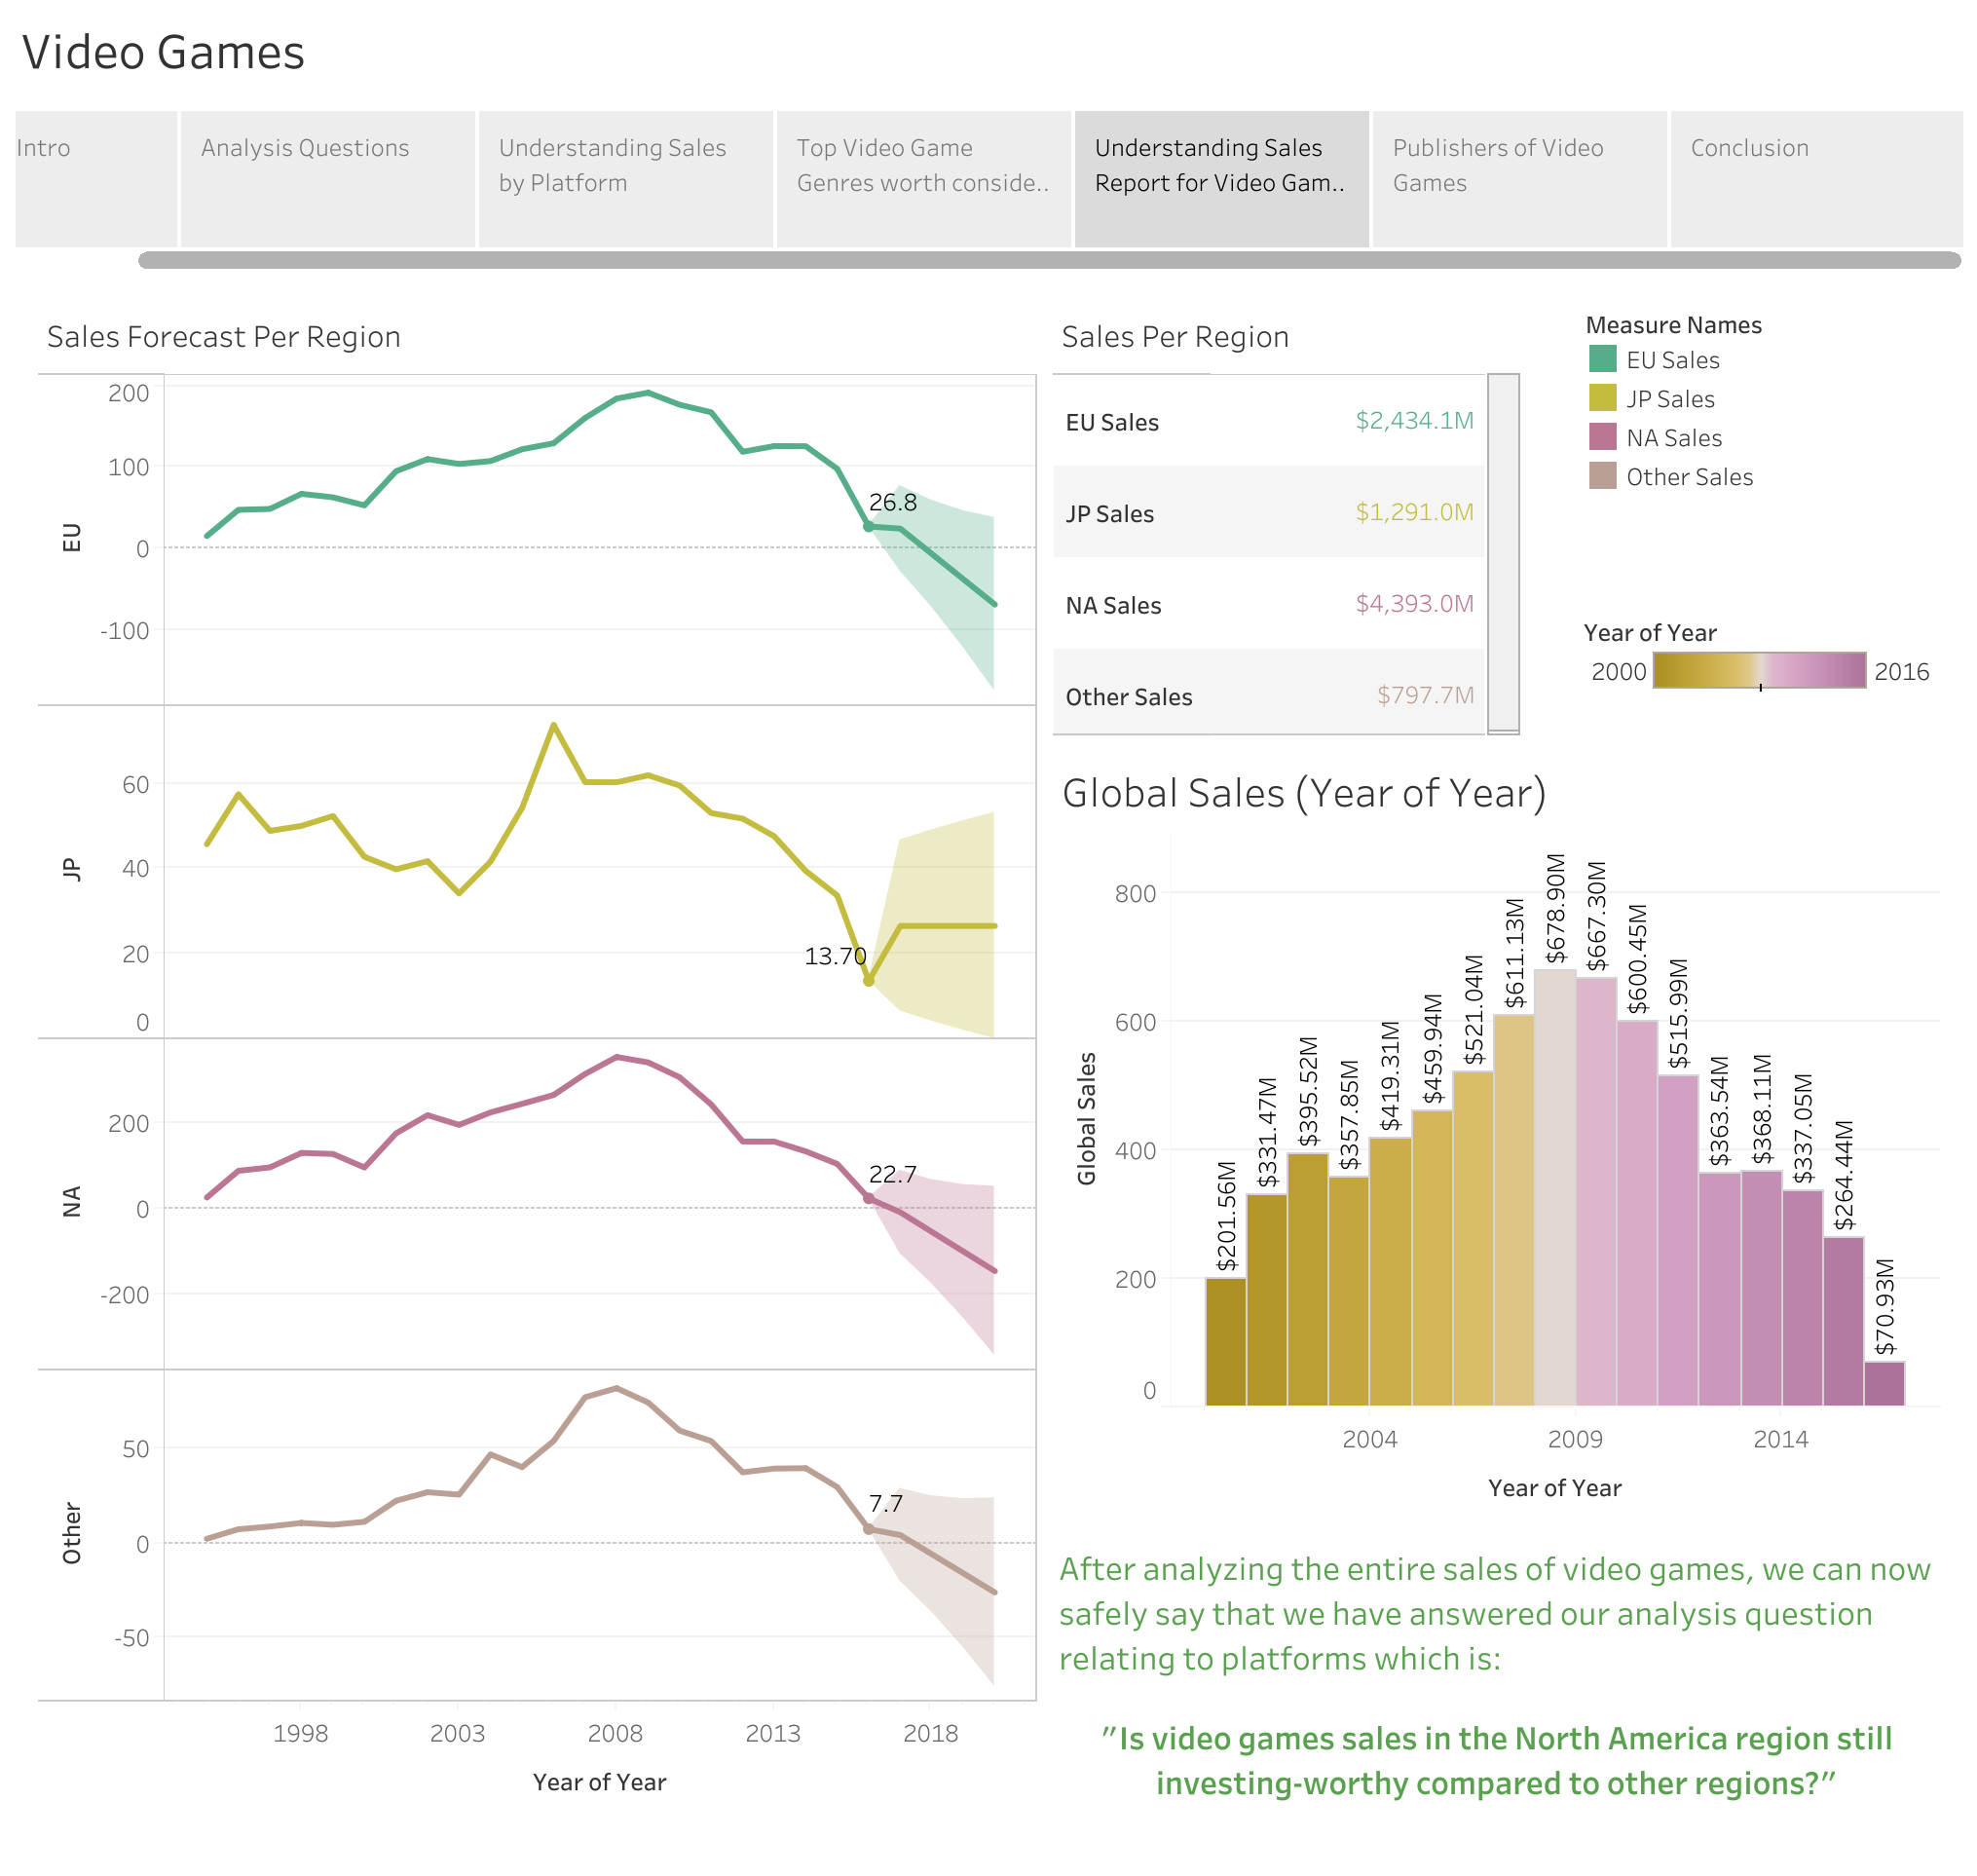 Video Games
Intro
Analysis Questions
Understanding Sales
by Platform
Top Video Game
Genres worth conside..
Understanding Sales
Report for Video Gam..
Publishers of Video
Games
Conclusion
Sales Forecast Per Region
200
100
0
-100
EU
26.8
60
40
20
0
JP
13.70
200
0
-200
NA
22.7
50
0
-50
Other
7.7
1998
2003
2008
2013
2018
Year of Year
Sales Per Region
EU Sales $2,434.1M
JP Sales $1,291.0M
NA Sales $4,393.0M
Other Sales $797.7M
Measure Names
EU Sales
JP Sales
NA Sales
Other Sales
Year of Year
2000 2016
Global Sales (Year of Year)
800
600
400
200
0
Global Sales
$201.56M
$331.47M
$395.52M
$357.85M
$419.31M
$459.94M
$521.04M
$611.13M
$678.90M
$667.30M
$600.45M
$515.99M
$363.54M
$368.11M
$337.05M
$264.44M
$70.93M
2004
2009
2014
Year of Year
After analyzing the entire sales of video games, we can now
safely say that we have answered our analysis question
relating to platforms which is:
"Is video games sales in the North America region still
investing-worthy compared to other regions?"